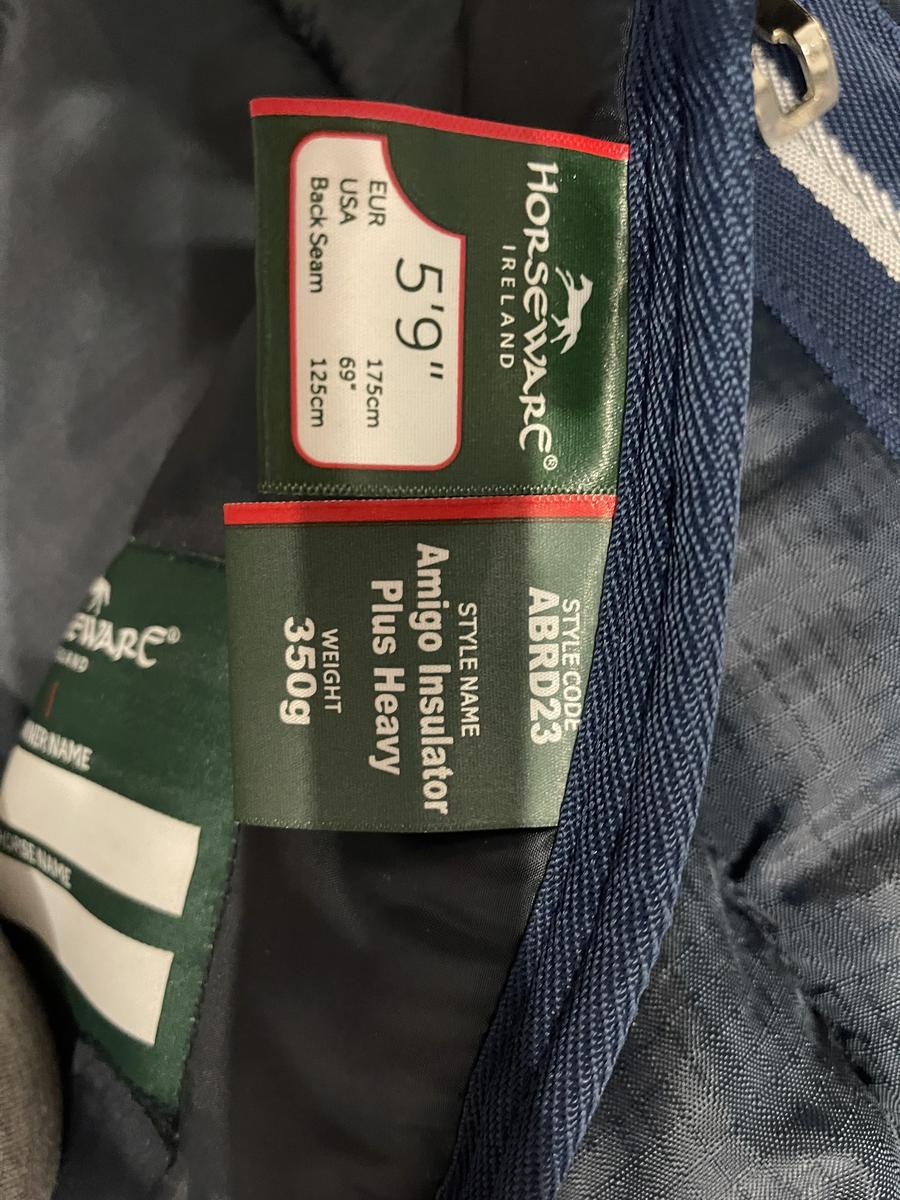 HORSEWARE®
IRELAND
5'9"
EUR 175cm
USA 69"
Back Seam 125cm
STYLE CODE
ABRD23
STYLE NAME
Amigo Insulator
Plus Heavy
WEIGHT
350g